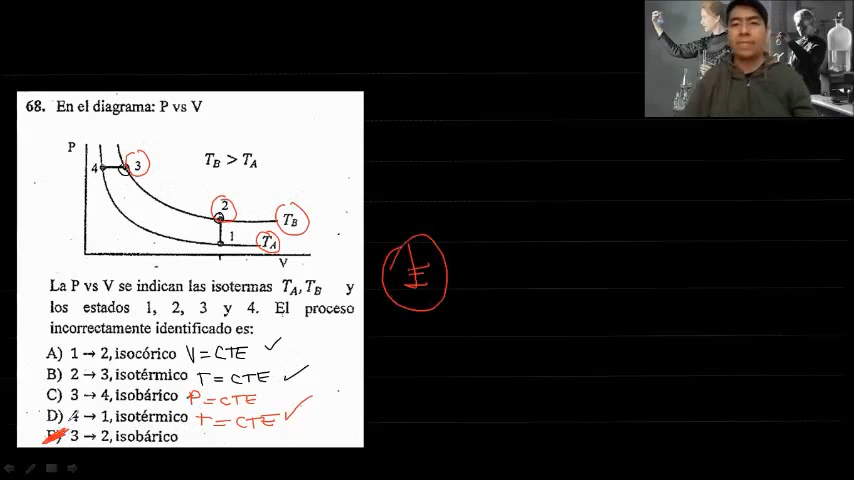 68. En el diagrama: P vs V
P
4
3
T_B > T_A
2
T_B
1
T_A
V
La P vs V se indican las isotermas T_A, T_B y
los estados 1, 2, 3 y 4. El proceso
incorrectamente identificado es:
A) 1 → 2, isocórico V = CTE ✓
B) 2 → 3, isotérmico T = CTE ✓
C) 3 → 4, isobárico P = CTE
D) 4 → 1, isotérmico T = CTE ✓
E) 3 → 2, isobárico